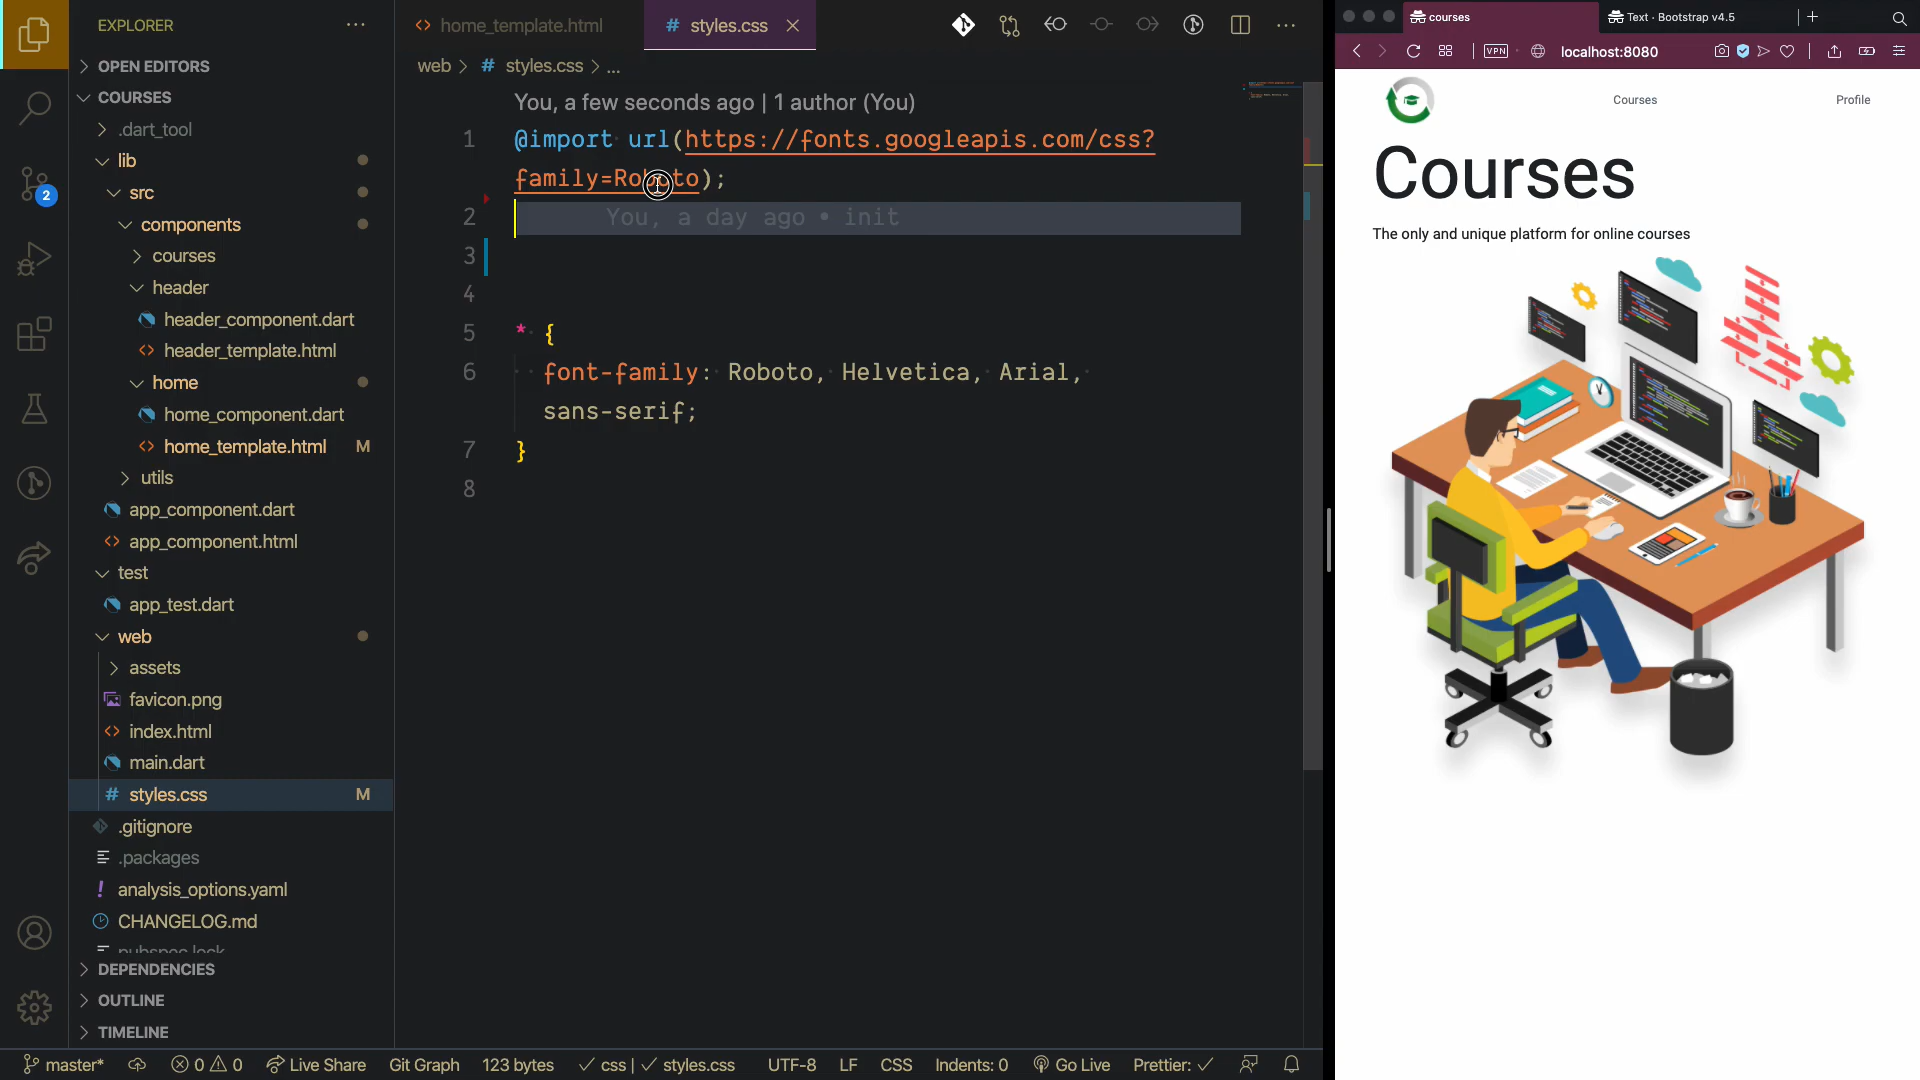 EXPLORER
OPEN EDITORS
COURSES
.dart_tool
lib
src
components
courses
header
header_component.dart
header_template.html
home
home_component.dart
home_template.html M
utils
app_component.dart
app_component.html
test
app_test.dart
web
assets
favicon.png
index.html
main.dart
styles.css M
.gitignore
.packages
analysis_options.yaml
CHANGELOG.md
pubspec.lock
DEPENDENCIES
OUTLINE
TIMELINE
2
home_template.html
# styles.css
web > # styles.css > ...
You, a few seconds ago | 1 author (You)
1 @import url(https://fonts.googleapis.com/css?
family=Roboto);
2 You, a day ago • init
3
4
5 * {
6 font-family: Roboto, Helvetica, Arial,
sans-serif;
7 }
8
master* 0 0 Live Share Git Graph 123 bytes css | styles.css UTF-8 LF CSS Indents: 0 Go Live Prettier:
courses
Text · Bootstrap v4.5
VPN localhost:8080
Courses Profile
Courses
The only and unique platform for online courses